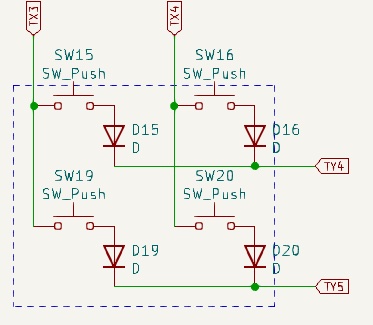 TX3
TX4
SW15
SW_Push
SW16
SW_Push
D15
D
D16
D
TY4
SW19
SW_Push
SW20
SW_Push
D19
D
D20
D
TY5